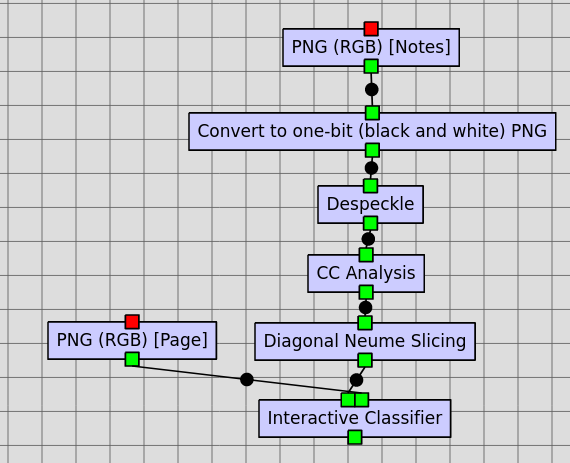 PNG (RGB) [Notes]
Convert to one-bit (black and white) PNG
Despeckle
CC Analysis
PNG (RGB) [Page]
Diagonal Neume Slicing
Interactive Classifier